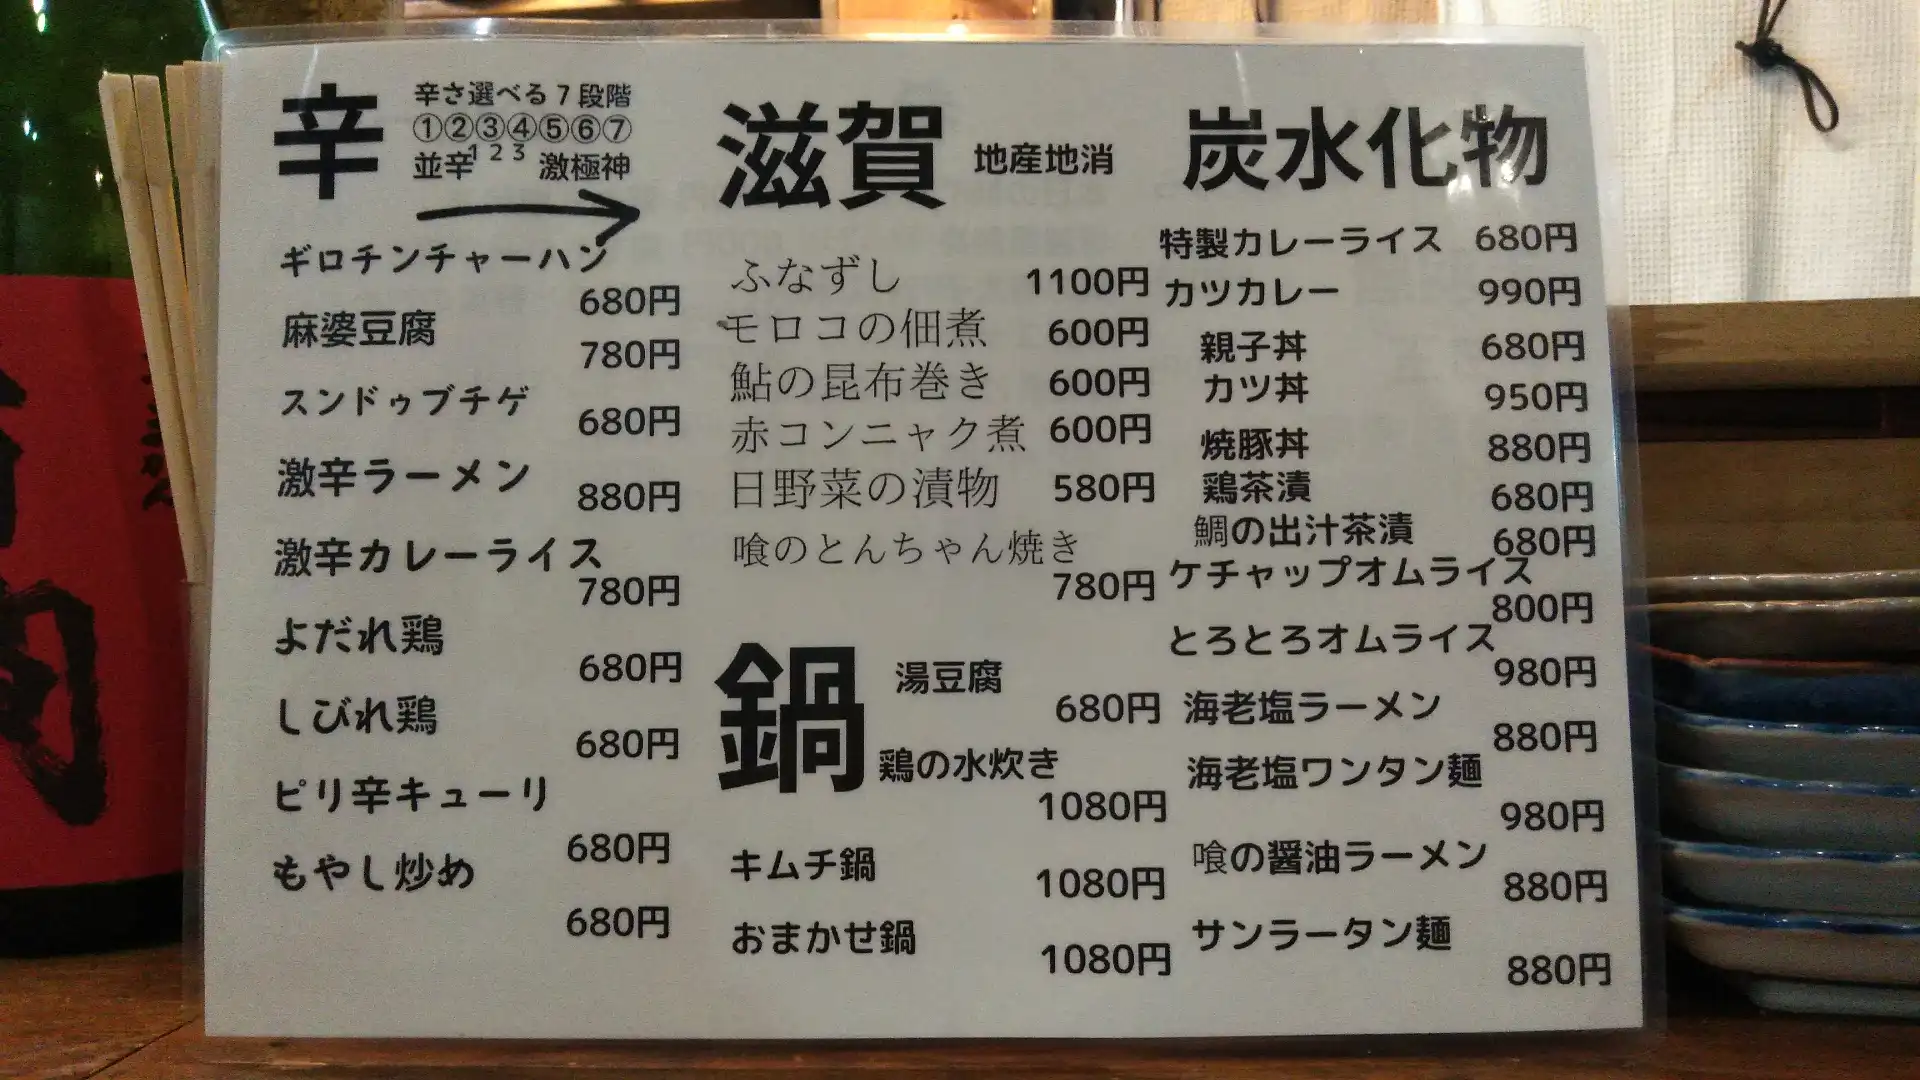 辛
辛さ選べる7段階
①②③④⑤⑥⑦
並辛123 激極神
ギロチンチャーハン
680円
麻婆豆腐
780円
スンドゥブチゲ
680円
激辛ラーメン
880円
激辛カレーライス
780円
よだれ鶏
680円
しびれ鶏
680円
ピリ辛キューリ
680円
もやし炒め
680円
滋賀 地産地消
ふなずし 1100円
モロコの佃煮 600円
鮎の昆布巻き 600円
赤コンニャク煮 600円
日野菜の漬物 580円
喰のとんちゃん焼き
780円
鍋
湯豆腐
680円
鶏の水炊き
1080円
キムチ鍋
1080円
おまかせ鍋
1080円
炭水化物
特製カレーライス 680円
カツカレー 990円
親子丼 680円
カツ丼 950円
焼豚丼 880円
鶏茶漬 680円
鯛の出汁茶漬 680円
ケチャップオムライス
800円
とろとろオムライス
980円
海老塩ラーメン
880円
海老塩ワンタン麺
980円
喰の醤油ラーメン
880円
サンラータン麺
880円